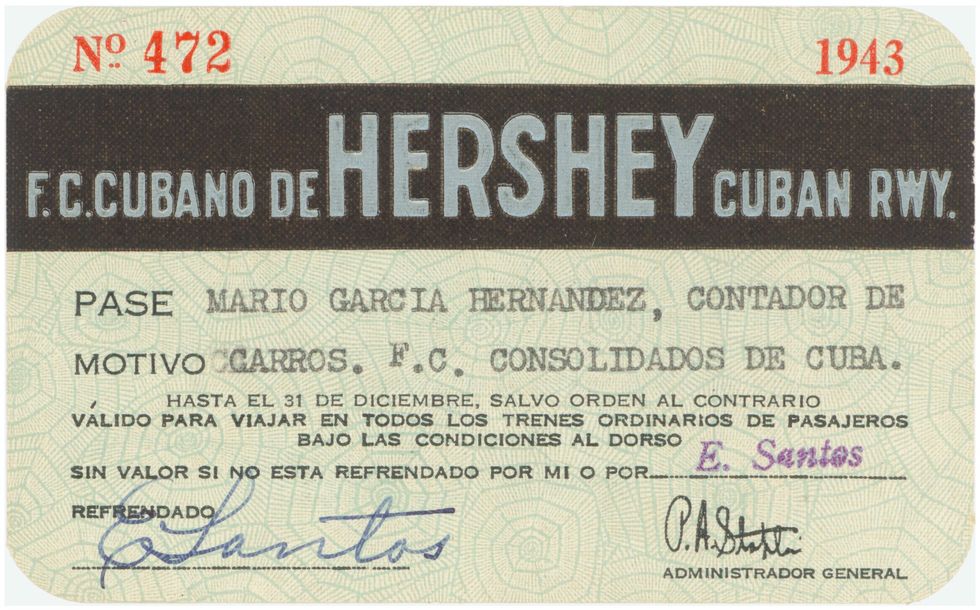 Nº 472
1943
F.C.CUBANO DE HERSHEY CUBAN RWY.
PASE MARIO GARCIA HERNANDEZ, CONTADOR DE
MOTIVO CARROS. F.C. CONSOLIDADOS DE CUBA.
HASTA EL 31 DE DICIEMBRE, SALVO ORDEN AL CONTRARIO
VÁLIDO PARA VIAJAR EN TODOS LOS TRENES ORDINARIOS DE PASAJEROS
BAJO LAS CONDICIONES AL DORSO
SIN VALOR SI NO ESTA REFRENDADO POR MI O POR E. Santos
REFRENDADO
E Santos
P.A.
ADMINISTRADOR GENERAL